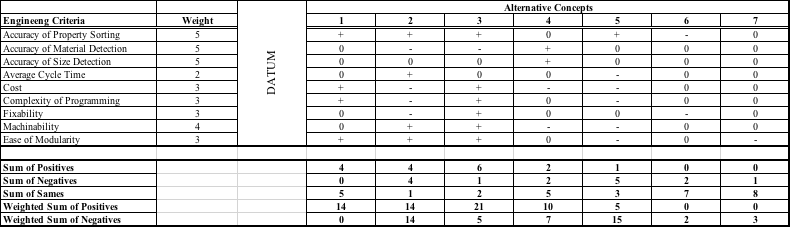 Alternative Concepts
Engineeng Criteria Weight 1 2 3 4 5 6 7
Accuracy of Property Sorting 5 + + + 0 + - 0
Accuracy of Material Detection 5 0 - - + 0 0 0
Accuracy of Size Detection 5 0 0 0 + 0 0 0
Average Cycle Time 2 0 + 0 0 - 0 0
Cost 3 + - + - - 0 0
Complexity of Programming 3 + - + 0 - 0 0
Fixability 3 0 - + 0 0 - 0
Machinability 4 0 + + - - 0 0
Ease of Modularity 3 + + + 0 - 0 -
DATUM
Sum of Positives 4 4 6 2 1 0 0
Sum of Negatives 0 4 1 2 5 2 1
Sum of Sames 5 1 2 5 3 7 8
Weighted Sum of Positives 14 14 21 10 5 0 0
Weighted Sum of Negatives 0 14 5 7 15 2 3